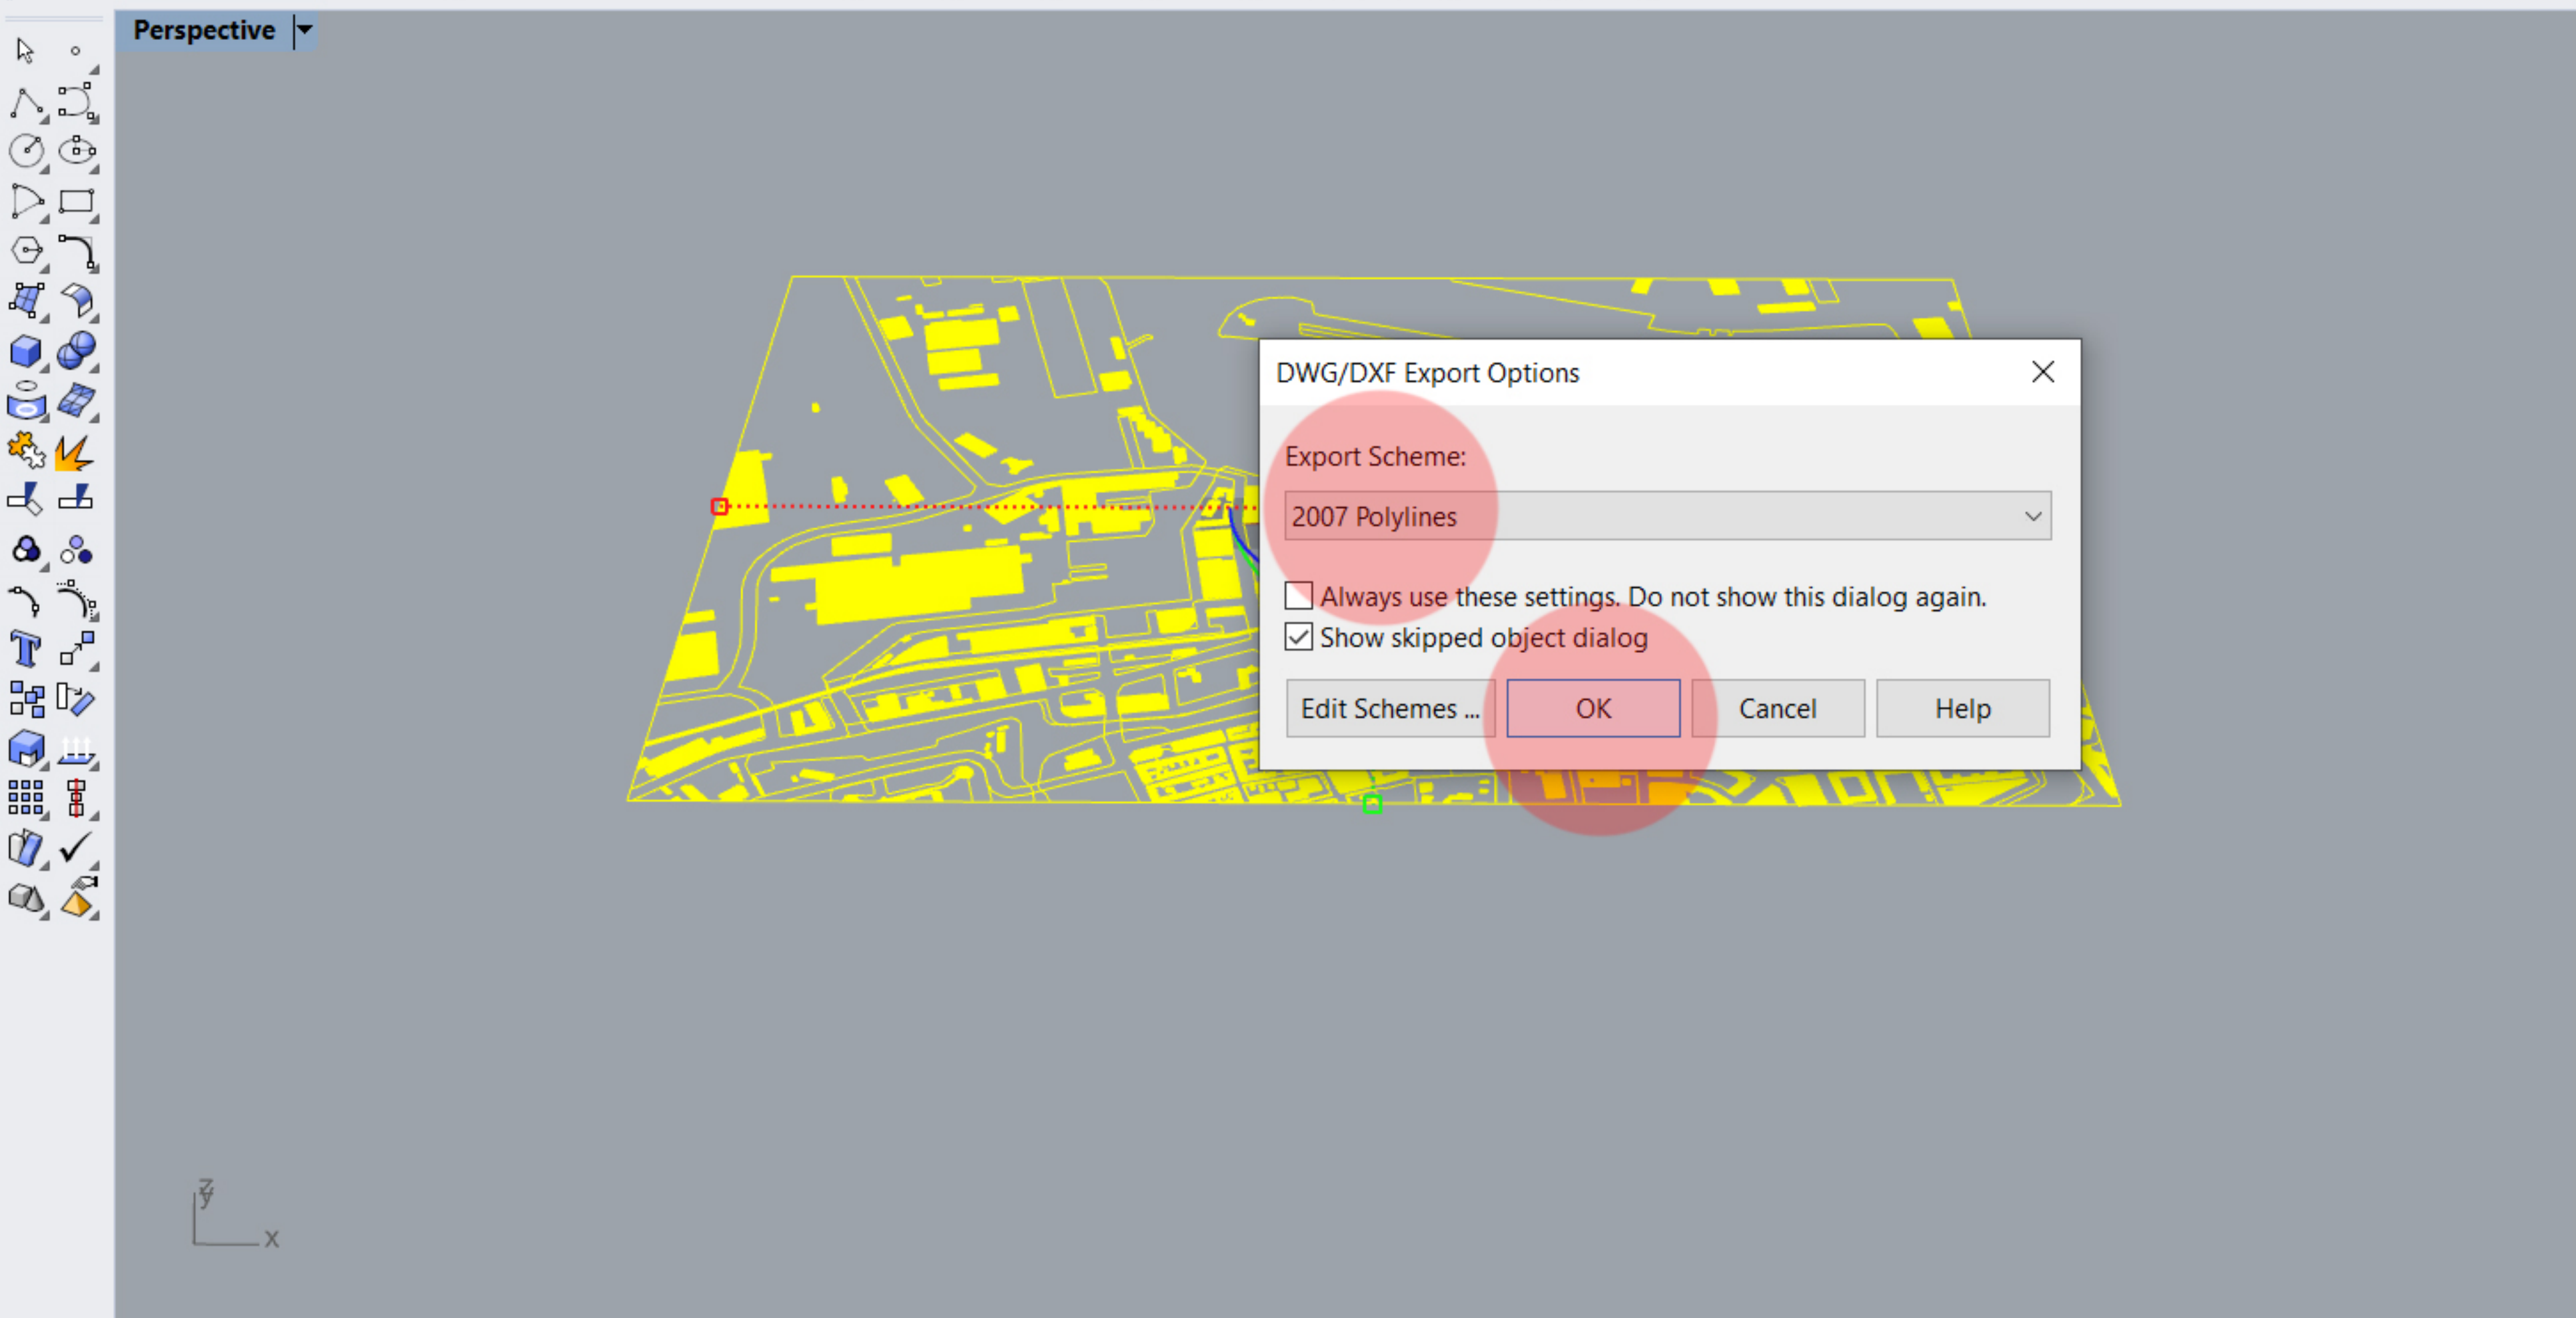 Perspective
DWG/DXF Export Options
Export Scheme:
2007 Polylines
Always use these settings. Do not show this dialog again.
Show skipped object dialog
Edit Schemes ... OK Cancel Help
z
y
x